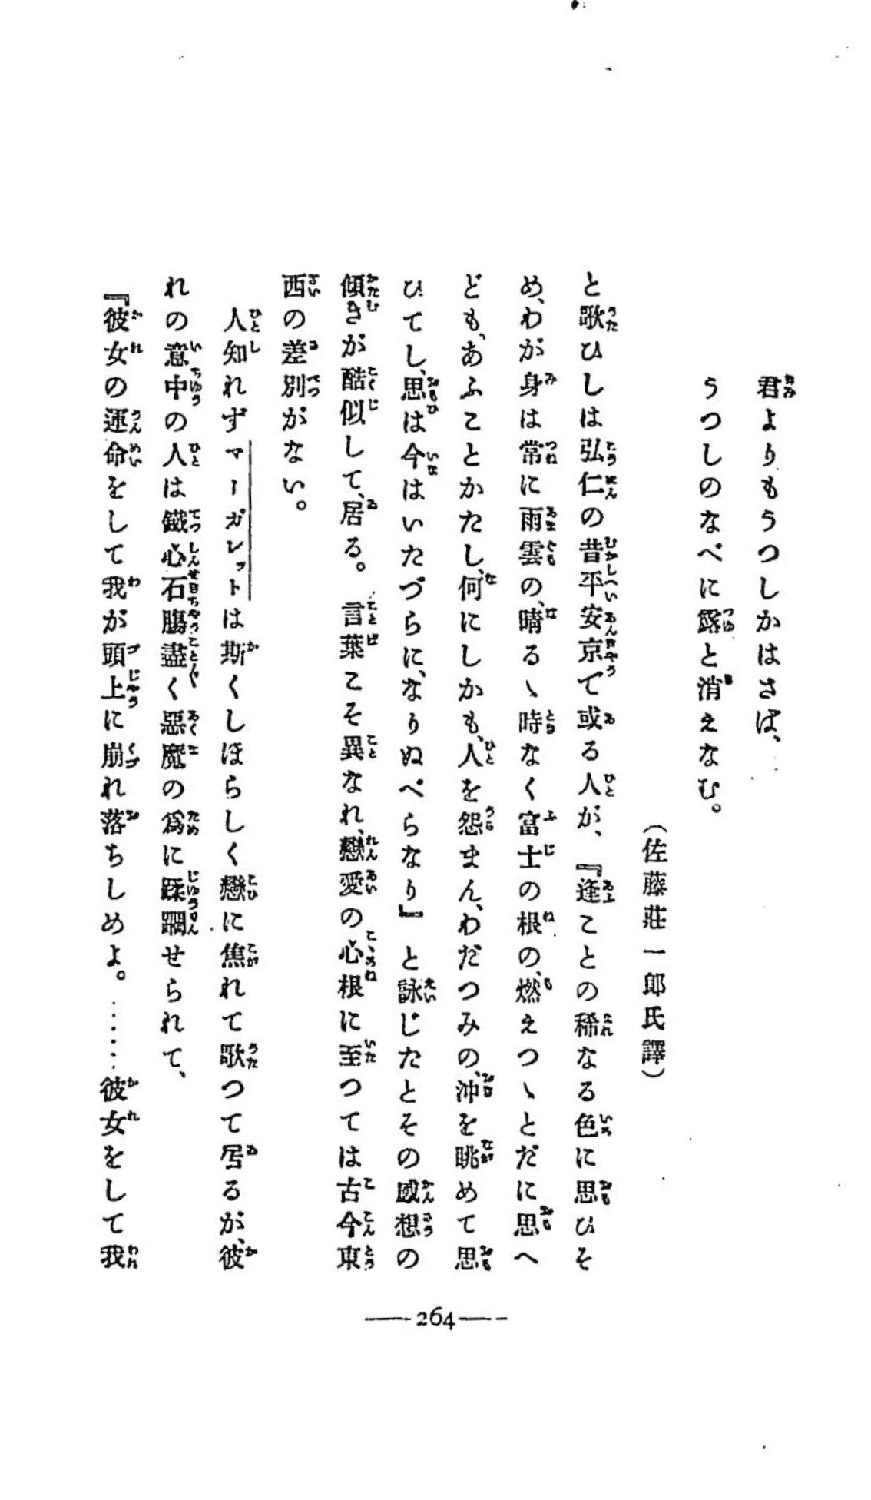 君よりもうつしかはさば、
うつしのなべに露と消えなむ。
（佐藤莊一郎氏譯）
と歌ひしは弘仁の昔平安京で或る人が、『逢ことの稀なる色に思ひそ
め、わが身は常に雨雲の、晴るゝ時なく富士の根の、燃えつゝとだに思へ
ども、あふことかたし、何にしかも、人を怨まん、わだつみの、沖を眺めて思
ひてし、思は今はいたづらに、なりぬべらなり』と詠じたとその感想の
傾きが酷似して、居る。言葉こそ異なれ、戀愛の心根に至つては古今東
西の差別がない。
人知れずマーガレットは斯くしほらしく戀に焦れて歌つて居るが、彼
れの意中の人は鐵心石膓盡く惡魔の爲に蹂躙せられて、
『彼女の運命をして我が頭上に崩れ落ちしめよ。……彼女をして我
—264—